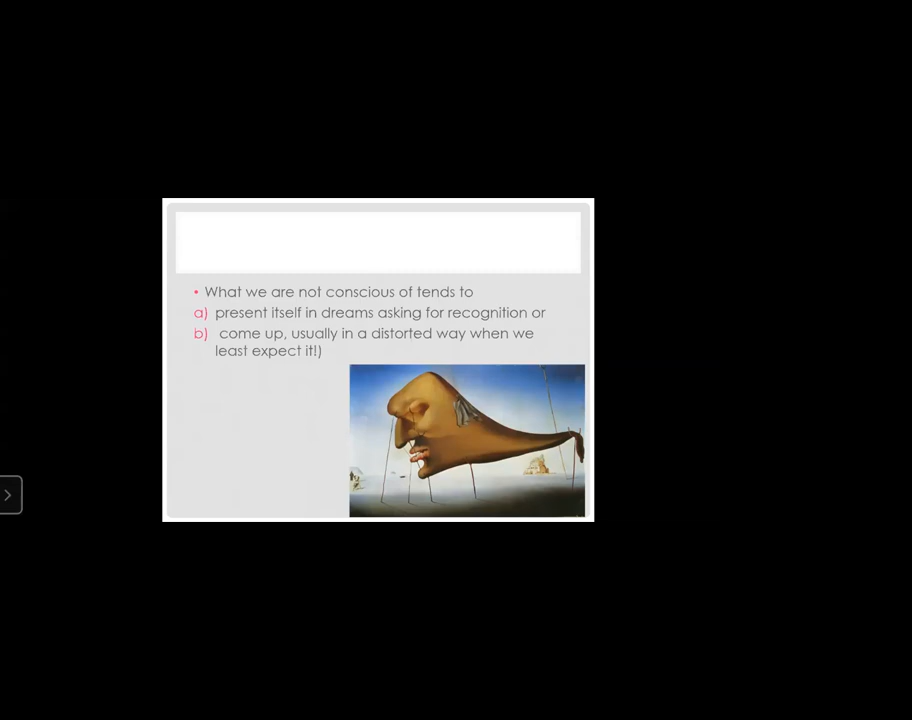 • What we are not conscious of tends to
a) present itself in dreams asking for recognition or
b) come up, usually in a distorted way when we
least expect it!)